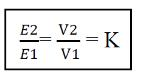 E2/E1 = V2/V1 = K